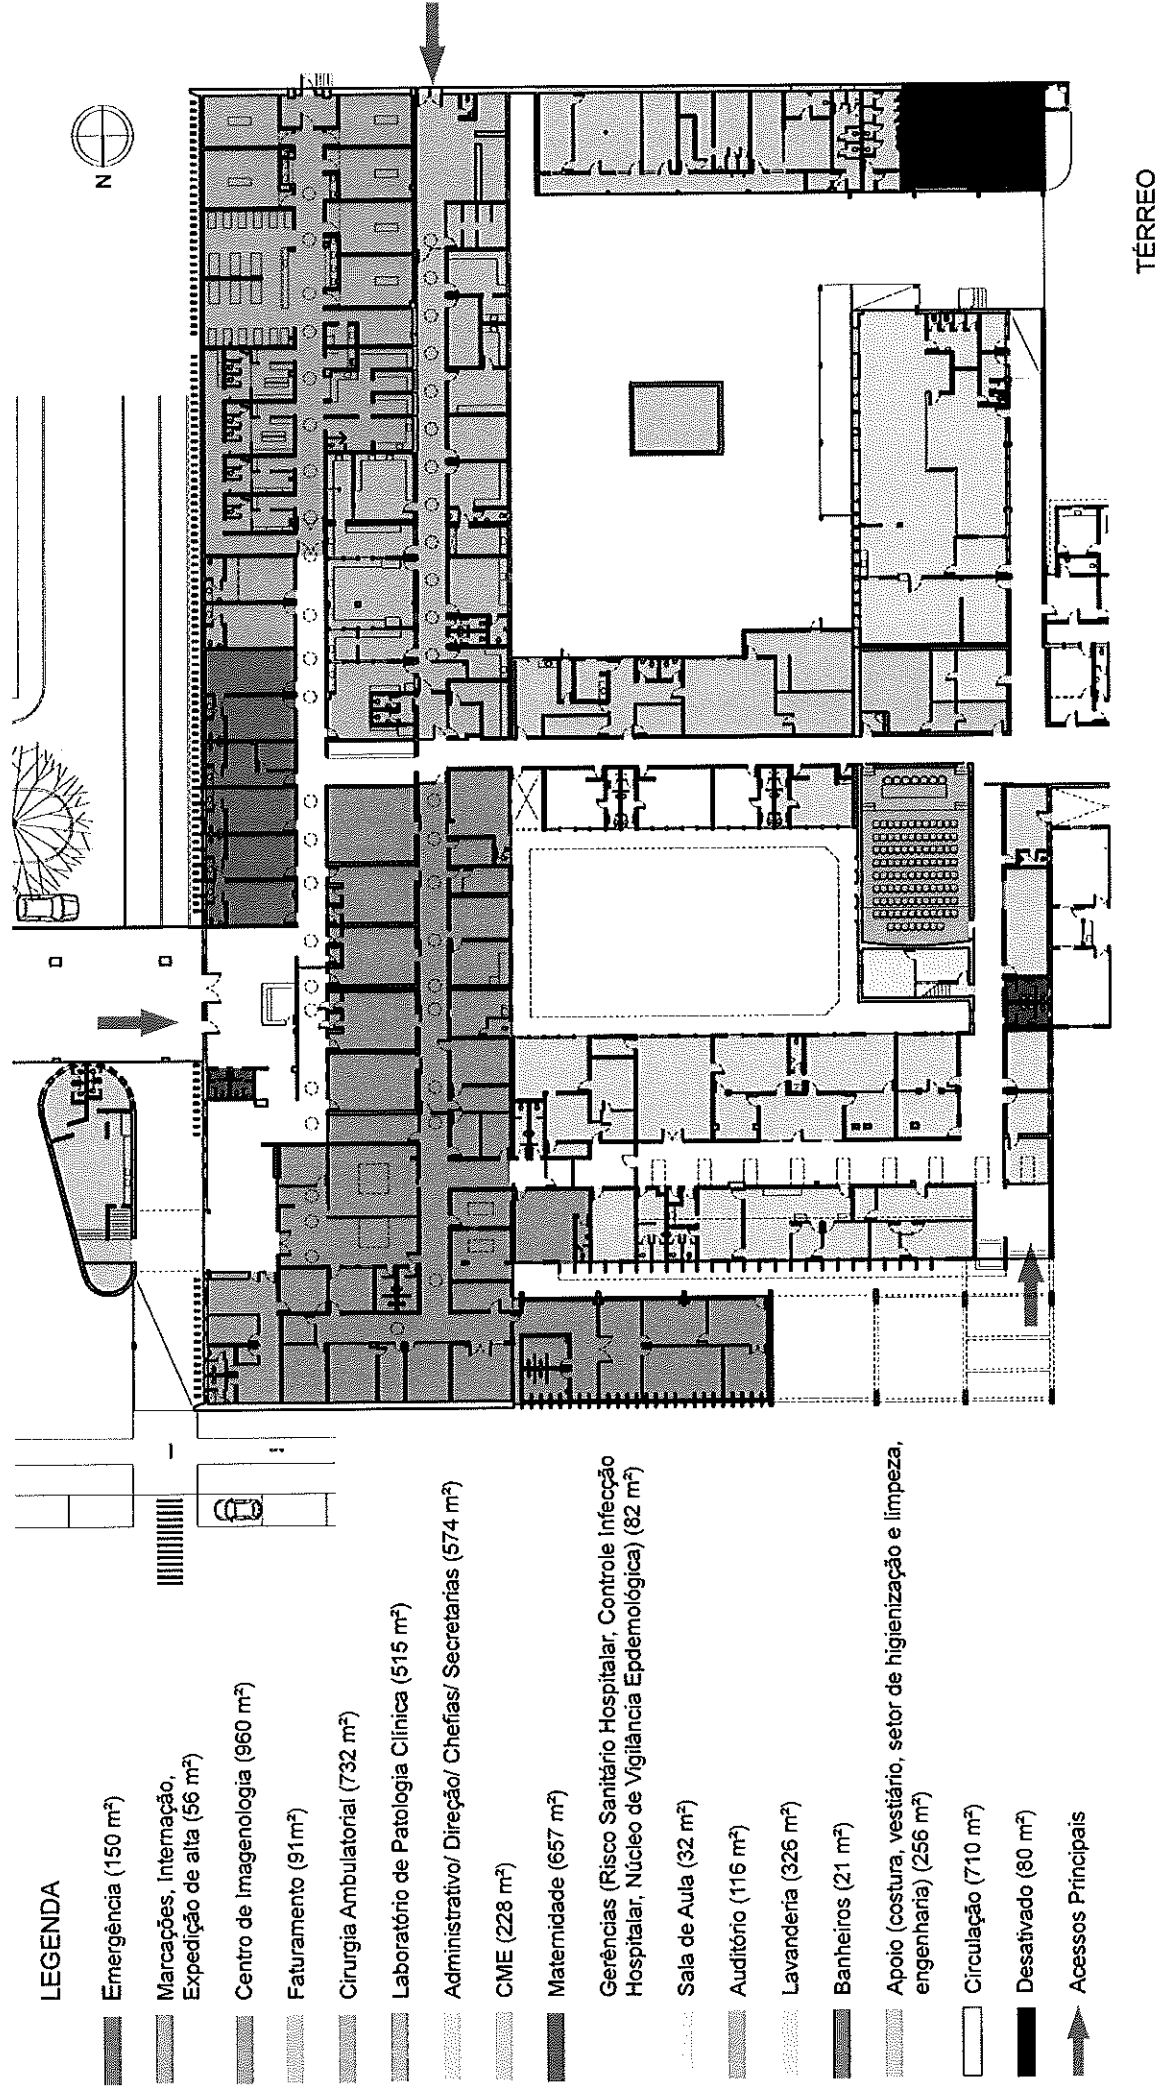 N
TÉRREO
LEGENDA
Emergência (150 m²)
Marcações, Internação,
Expedição de alta (56 m²)
Centro de Imagenologia (960 m²)
Faturamento (91m²)
Cirurgia Ambulatorial (732 m²)
Laboratório de Patologia Clínica (515 m²)
Administrativo/ Direção/ Chefias/ Secretarias (574 m²)
CME (228 m²)
Maternidade (657 m²)
Gerências (Risco Sanitário Hospitalar, Controle Infecção
Hospitalar, Núcleo de Vigilância Epdemológica) (82 m²)
Sala de Aula (32 m²)
Auditório (116 m²)
Lavanderia (326 m²)
Banheiros (21 m²)
Apoio (costura, vestiário, setor de higienização e limpeza,
engenharia) (256 m²)
Circulação (710 m²)
Desativado (80 m²)
Acessos Principais